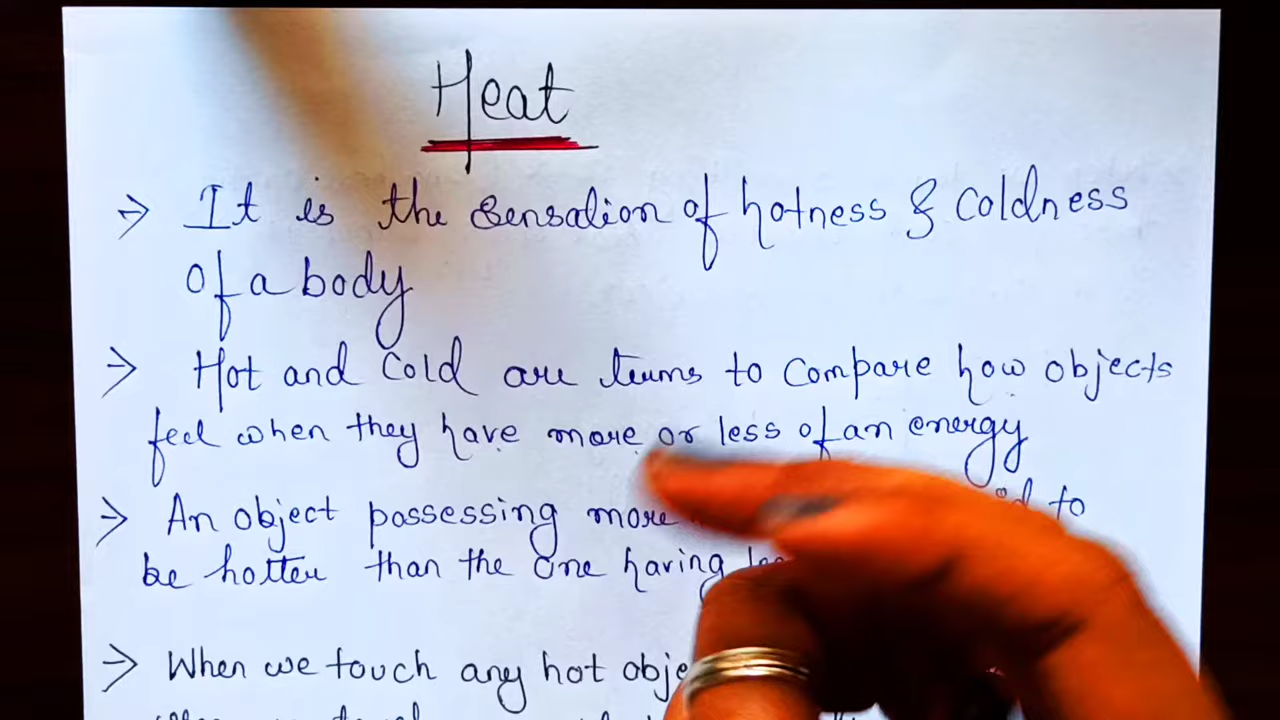 Heat
→ It is the sensation of hotness & coldness
of a body
→ Hot and Cold are terms to compare how objects
feel when they have more or less of an energy
→ An object possessing more to
be hotter than the one having
→ When we touch any hot